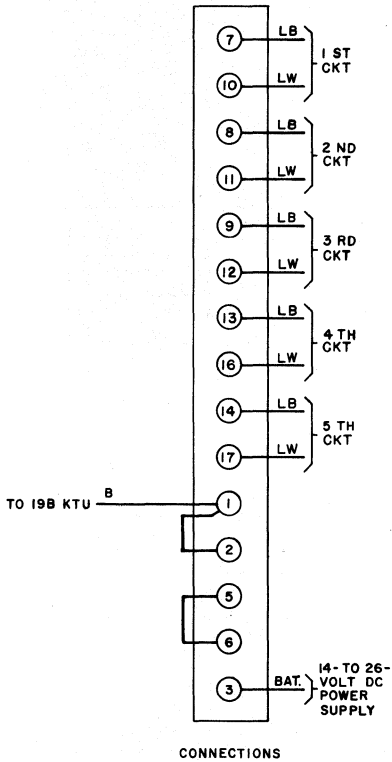 7 LB
1 ST
CKT
10 LW
8 LB
2 ND
CKT
11 LW
9 LB
3 RD
CKT
12 LW
13 LB
4 TH
CKT
16 LW
14 LB
5 TH
CKT
17 LW
TO 19B KTU B 1
2
5
6
3 BAT.
14- TO 26-
VOLT DC
POWER
SUPPLY
CONNECTIONS